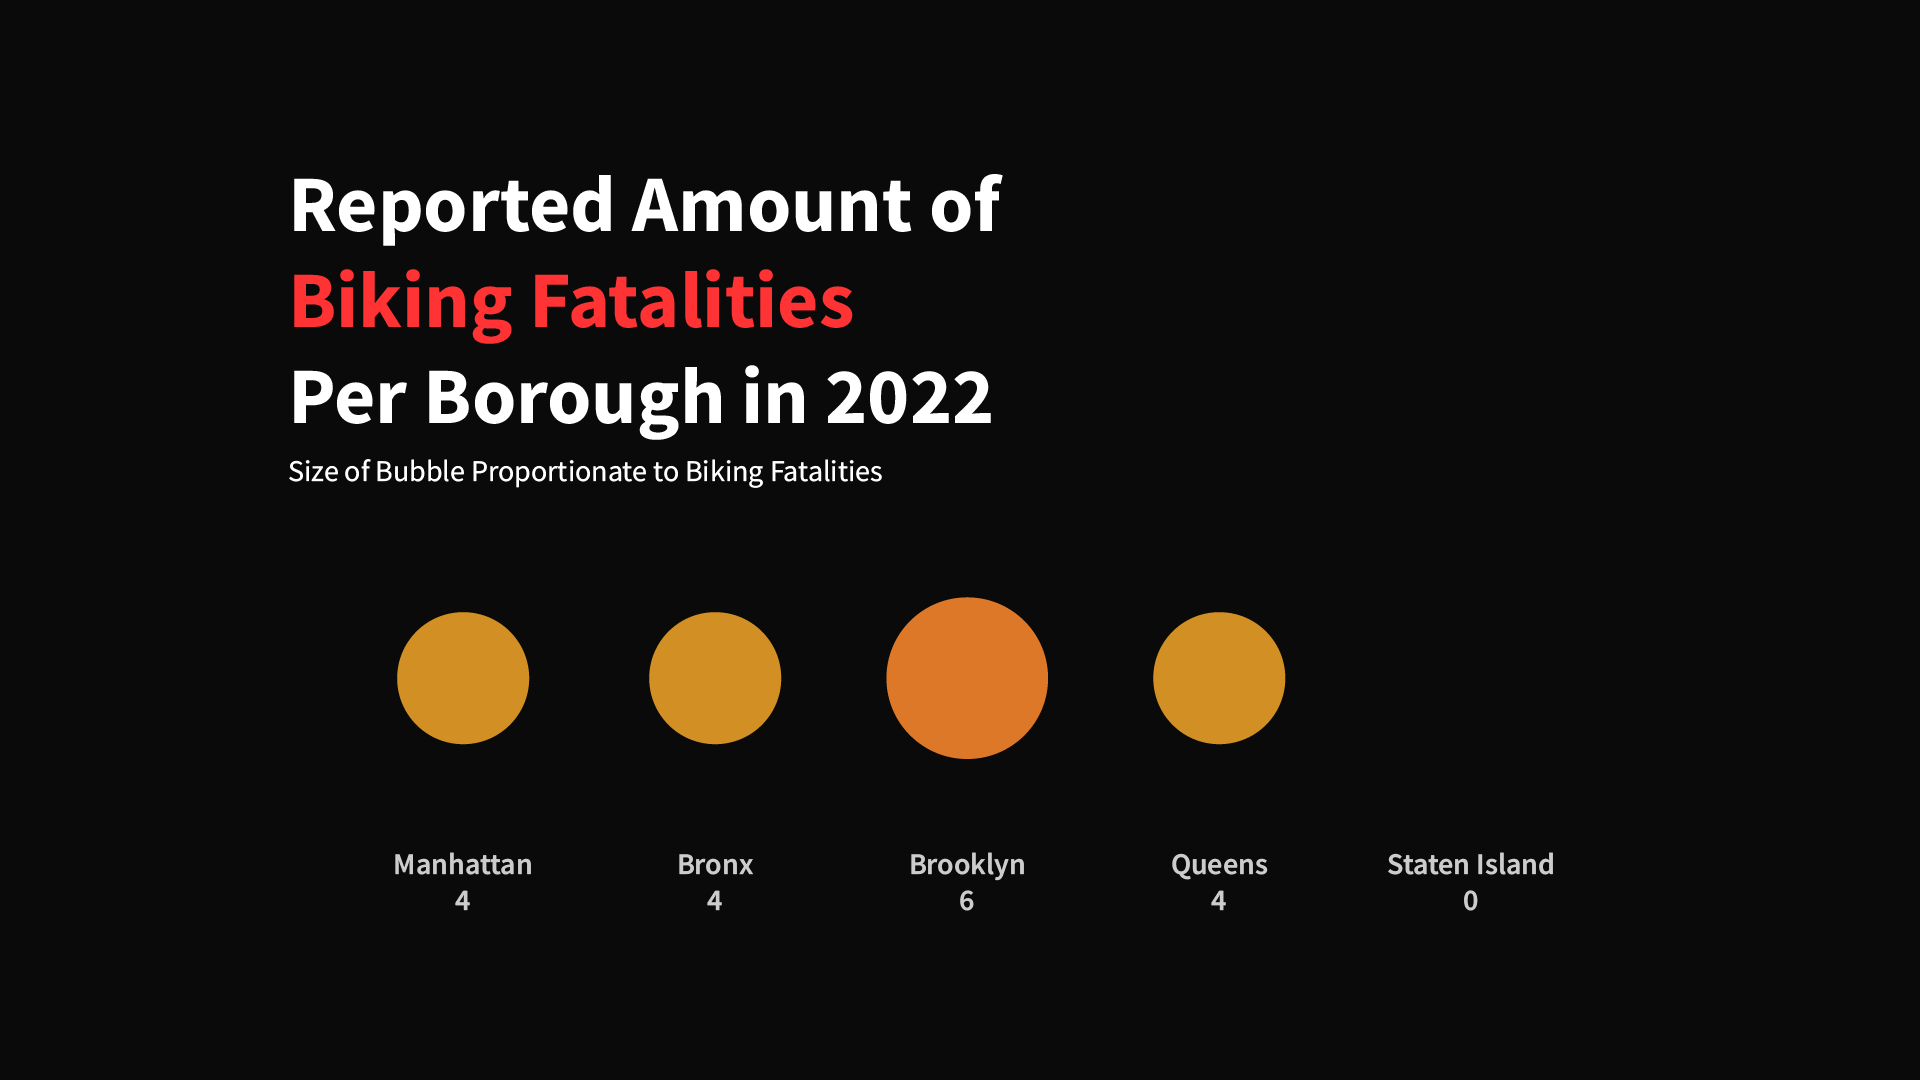 Reported Amount of
Biking Fatalities
Per Borough in 2022
Size of Bubble Proportionate to Biking Fatalities
Manhattan
4
Bronx
4
Brooklyn
6
Queens
4
Staten Island
0